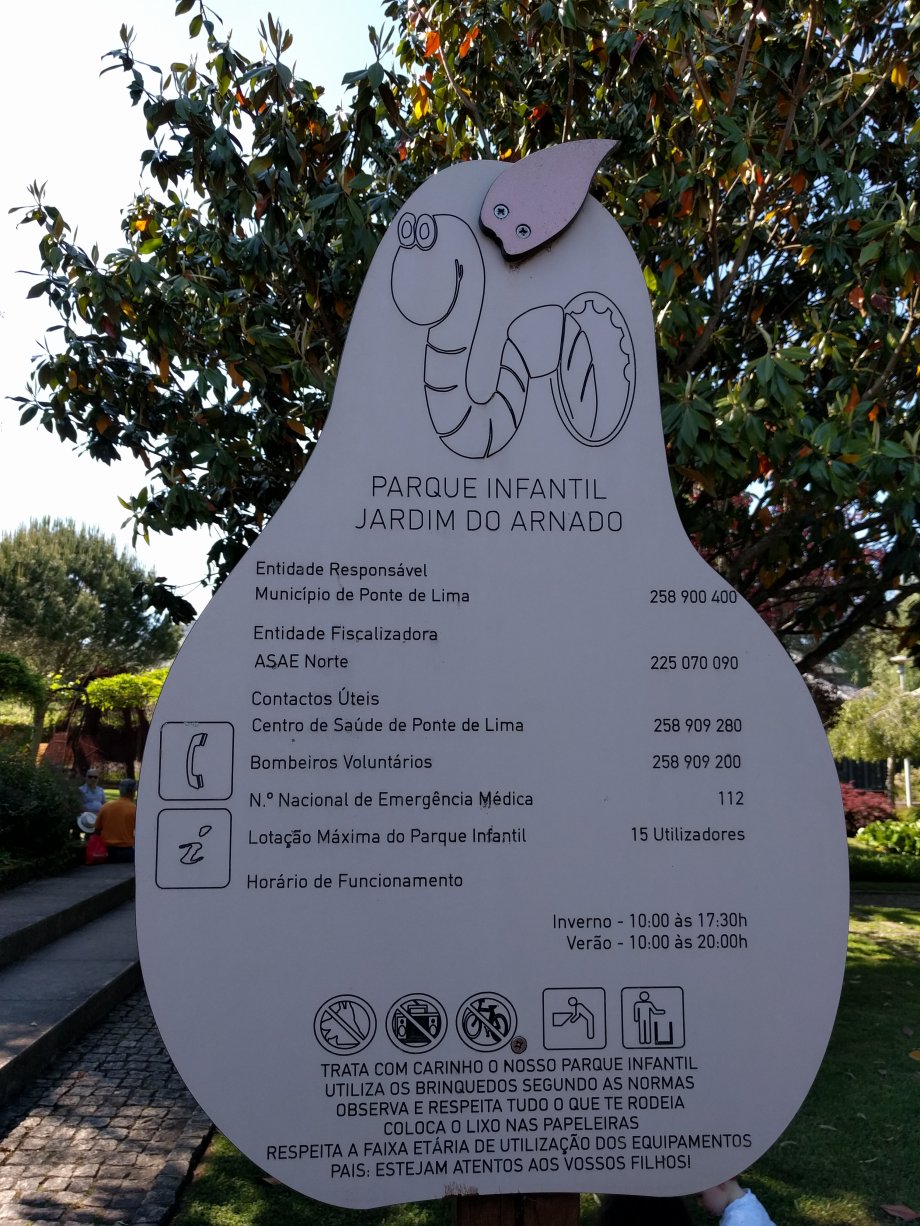 PARQUE INFANTIL
JARDIM DO ARNADO
Entidade Responsável
Município de Ponte de Lima 258 900 400
Entidade Fiscalizadora
ASAE Norte 225 070 090
Contactos Úteis
Centro de Saúde de Ponte de Lima 258 909 280
Bombeiros Voluntários 258 909 200
N.º Nacional de Emergência Médica 112
Lotação Máxima do Parque Infantil 15 Utilizadores
Horário de Funcionamento
Inverno - 10:00 às 17:30h
Verão - 10:00 às 20:00h
TRATA COM CARINHO O NOSSO PARQUE INFANTIL
UTILIZA OS BRINQUEDOS SEGUNDO AS NORMAS
OBSERVA E RESPEITA TUDO O QUE TE RODEIA
COLOCA O LIXO NAS PAPELEIRAS
RESPEITA A FAIXA ETÁRIA DE UTILIZAÇÃO DOS EQUIPAMENTOS
PAIS: ESTEJAM ATENTOS AOS VOSSOS FILHOS!